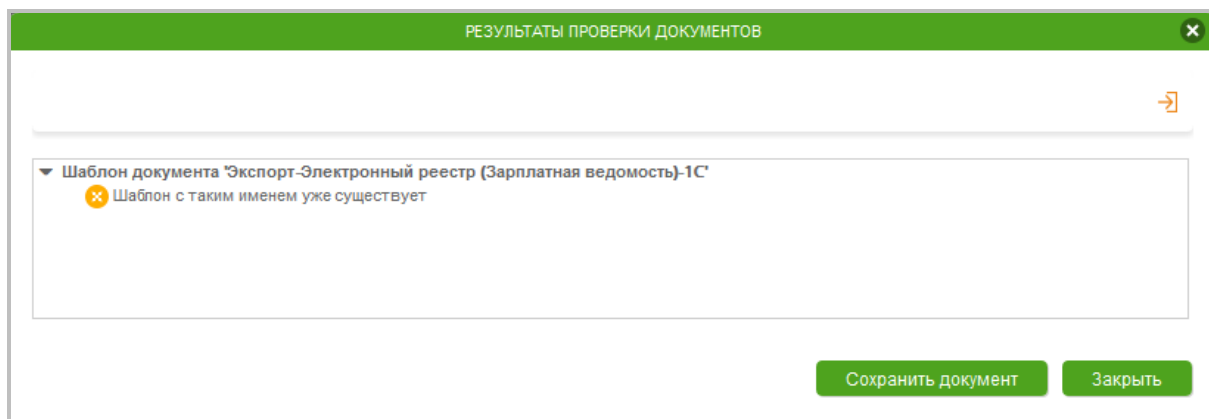 РЕЗУЛЬТАТЫ ПРОВЕРКИ ДОКУМЕНТОВ
Шаблон документа 'Экспорт-Электронный реестр (Зарплатная ведомость)-1С'
Шаблон с таким именем уже существует
Сохранить документ Закрыть